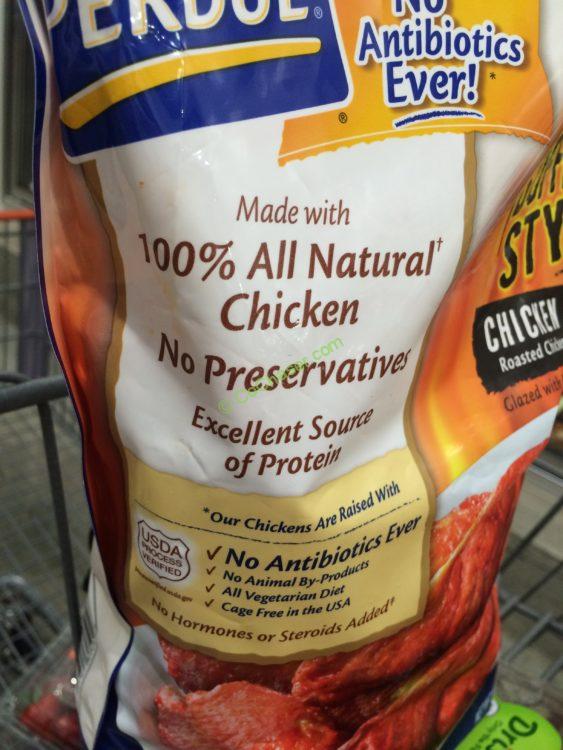 PERDUE®
No
Antibiotics
Ever!*
®
Made with
100% All Natural†
Chicken
No Preservatives
Excellent Source
of Protein
*Our Chickens Are Raised With
USDA
PROCESS
VERIFIED
✓ No Antibiotics Ever
✓ No Animal By-Products
✓ All Vegetarian Diet
✓ Cage Free in the USA
No Hormones or Steroids Added‡
STY
CHICKEN
Roasted Chicken
Glazed with